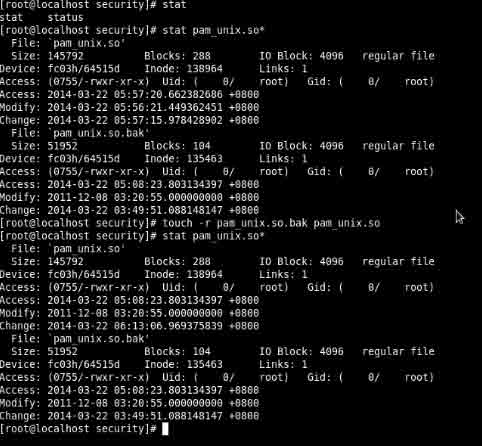 [root@localhost security]# stat
stat    status
[root@localhost security]# stat pam_unix.so*
  File: `pam_unix.so'
  Size: 145792          Blocks: 288        IO Block: 4096   regular file
Device: fc03h/64515d    Inode: 138964      Links: 1
Access: (0755/-rwxr-xr-x)  Uid: (    0/    root)   Gid: (    0/    root)
Access: 2014-03-22 05:57:20.662382686 +0800
Modify: 2014-03-22 05:56:21.449362451 +0800
Change: 2014-03-22 05:57:15.978428902 +0800
  File: `pam_unix.so.bak'
  Size: 51952           Blocks: 104        IO Block: 4096   regular file
Device: fc03h/64515d    Inode: 135463      Links: 1
Access: (0755/-rwxr-xr-x)  Uid: (    0/    root)   Gid: (    0/    root)
Access: 2014-03-22 05:08:23.803134397 +0800
Modify: 2011-12-08 03:20:55.000000000 +0800
Change: 2014-03-22 03:49:51.088148147 +0800
[root@localhost security]# touch -r pam_unix.so.bak pam_unix.so
[root@localhost security]# stat pam_unix.so*
  File: `pam_unix.so'
  Size: 145792          Blocks: 288        IO Block: 4096   regular file
Device: fc03h/64515d    Inode: 138964      Links: 1
Access: (0755/-rwxr-xr-x)  Uid: (    0/    root)   Gid: (    0/    root)
Access: 2014-03-22 05:08:23.803134397 +0800
Modify: 2011-12-08 03:20:55.000000000 +0800
Change: 2014-03-22 06:13:06.969375839 +0800
  File: `pam_unix.so.bak'
  Size: 51952           Blocks: 104        IO Block: 4096   regular file
Device: fc03h/64515d    Inode: 135463      Links: 1
Access: (0755/-rwxr-xr-x)  Uid: (    0/    root)   Gid: (    0/    root)
Access: 2014-03-22 05:08:23.803134397 +0800
Modify: 2011-12-08 03:20:55.000000000 +0800
Change: 2014-03-22 03:49:51.088148147 +0800
[root@localhost security]#